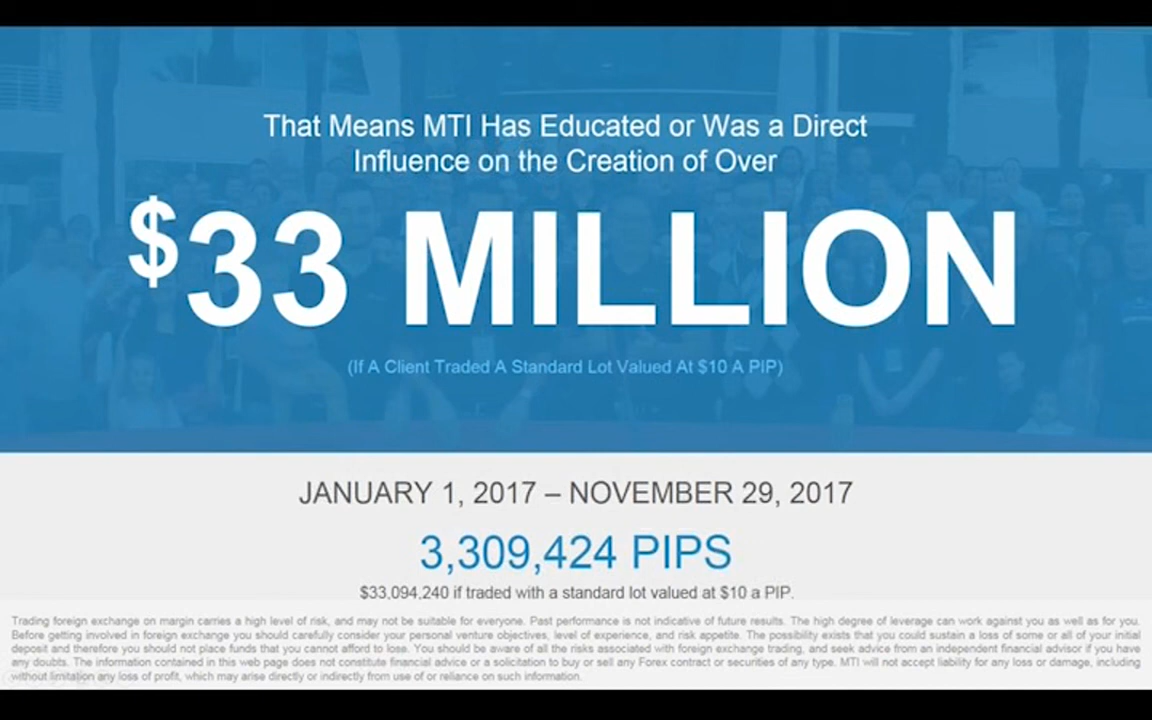 That Means MTI Has Educated or Was a Direct
Influence on the Creation of Over
$33 MILLION
(If A Client Traded A Standard Lot Valued At $10 A PIP)
JANUARY 1, 2017 – NOVEMBER 29, 2017
3,309,424 PIPS
$33,094,240 if traded with a standard lot valued at $10 a PIP.
Trading foreign exchange on margin carries a high level of risk, and may not be suitable for everyone. Past performance is not indicative of future results. The high degree of leverage can work against you as well as for you.
Before getting involved in foreign exchange you should carefully consider your personal venture objectives, level of experience, and risk appetite. The possibility exists that you could sustain a loss of some or all of your initial
deposit and therefore you should not place funds that you cannot afford to lose. You should be aware of all the risks associated with foreign exchange trading, and seek advice from an independent financial advisor if you have
any doubts. The information contained in this web page does not constitute financial advice or a solicitation to buy or sell any Forex contract or securities of any type. MTI will not accept liability for any loss or damage, including
without limitation any loss of profit, which may arise directly or indirectly from use of or reliance on such information.